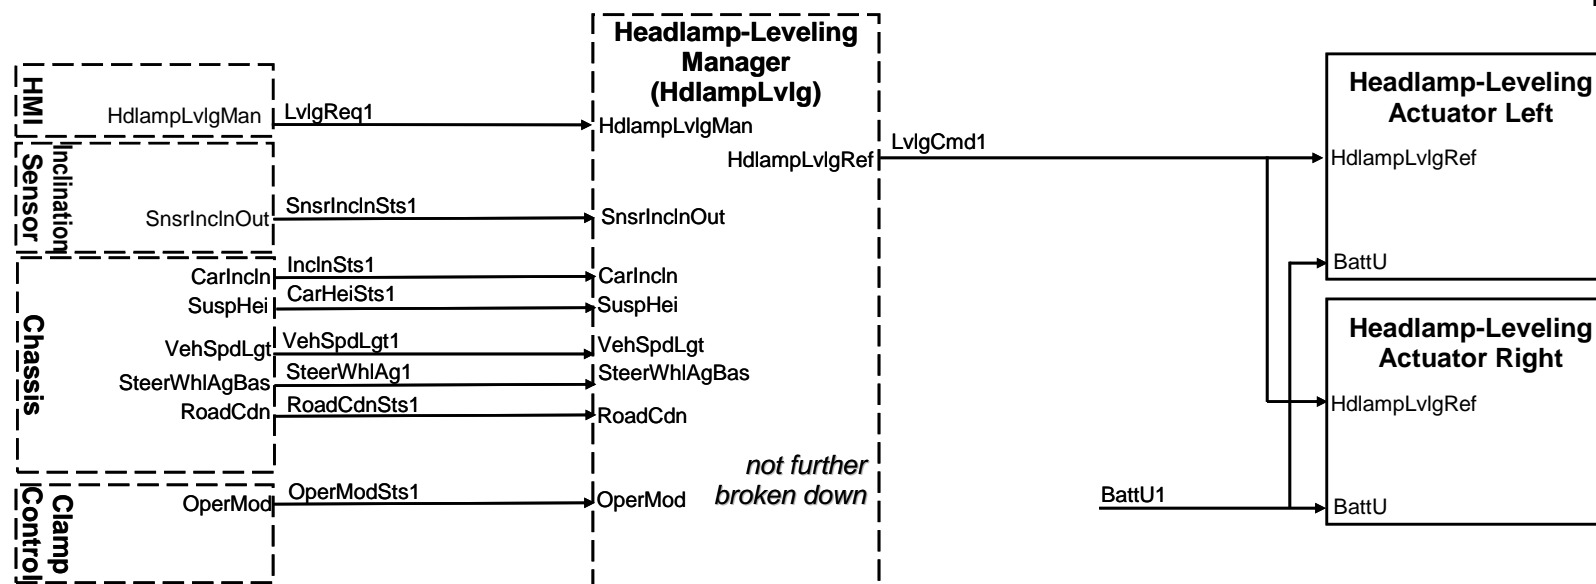 Headlamp-Leveling
Manager
(HdlampLvlg)
HMI
HdlampLvlgMan
LvlgReq1
HdlampLvlgMan
HdlampLvlgRef
LvlgCmd1
Headlamp-Leveling
Actuator Left
HdlampLvlgRef
BattU
Inclination
Sensor
SnsrInclnOut
SnsrInclnSts1
SnsrInclnOut
Chassis
CarIncln
InclnSts1
CarIncln
SuspHei
CarHeiSts1
SuspHei
VehSpdLgt
VehSpdLgt1
VehSpdLgt
SteerWhlAgBas
SteerWhlAg1
SteerWhlAgBas
RoadCdn
RoadCdnSts1
RoadCdn
Headlamp-Leveling
Actuator Right
HdlampLvlgRef
BattU
not further
broken down
Clamp
Control
OperMod
OperModSts1
OperMod
BattU1